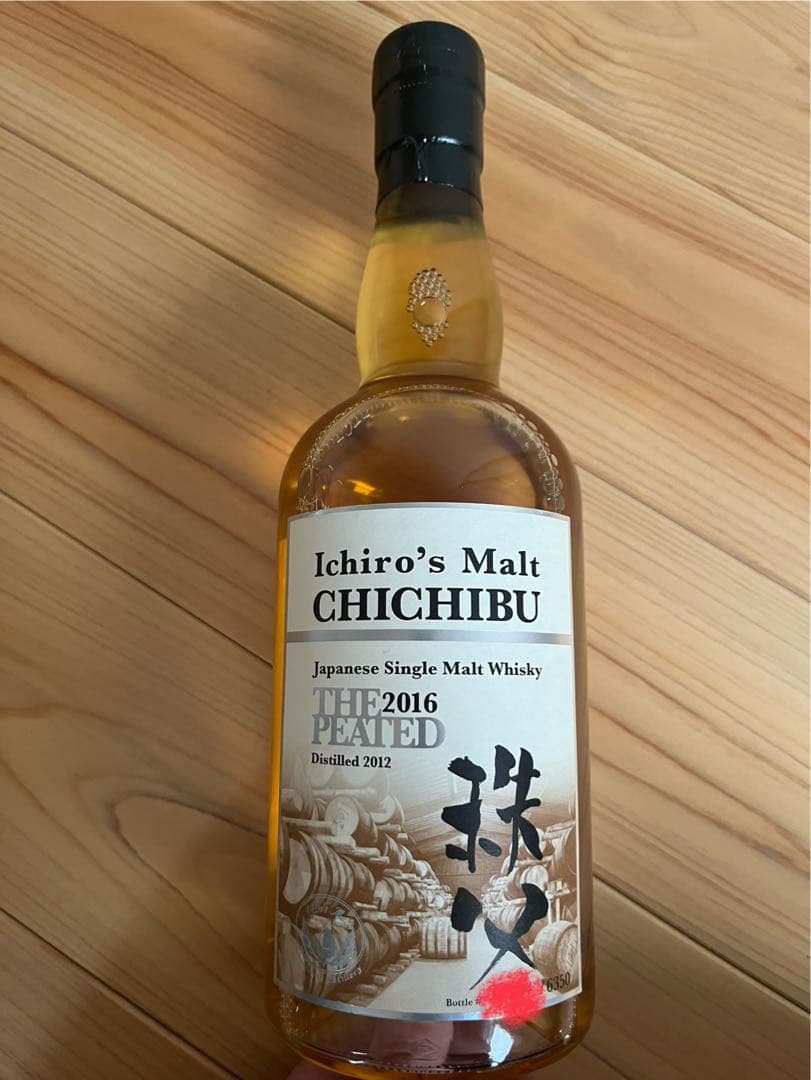 Ichiro's Malt
CHICHIBU
Japanese Single Malt Whisky
THE 2016
PEATED
Distilled 2012
秩父
Bottle #
/6350